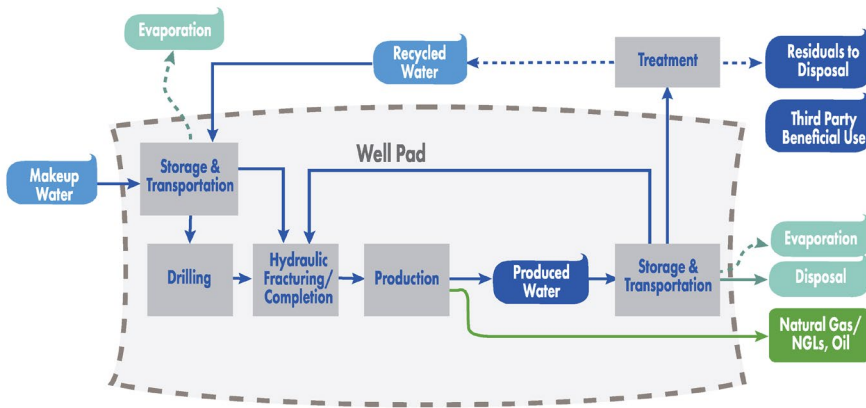 Evaporation
Recycled
Water
Treatment
Residuals to
Disposal
Third Party
Beneficial Use
Well Pad
Makeup
Water
Storage &
Transportation
Drilling
Hydraulic
Fracturing/
Completion
Production
Produced
Water
Storage &
Transportation
Evaporation
Disposal
Natural Gas/
NGLs, Oil